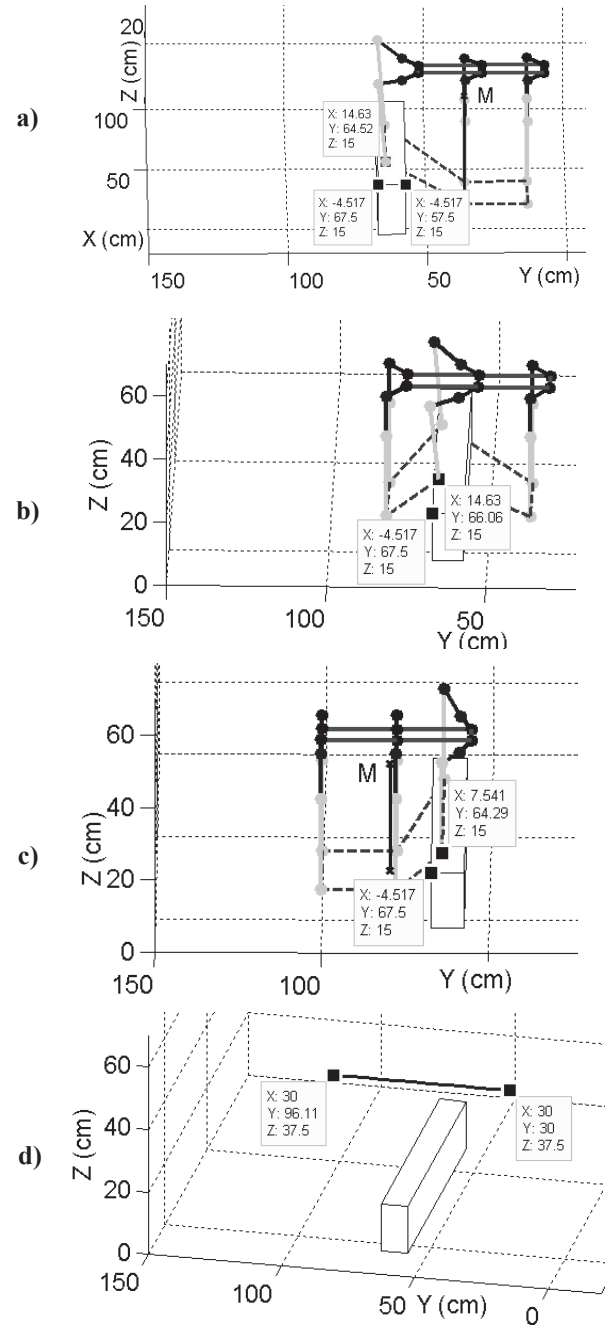 a)
Z (cm)
20
100
50
X (cm)
150
100
50
Y (cm)
M
X: 14.63
Y: 64.52
Z: 15
X: -4.517
Y: 67.5
Z: 15
X: -4.517
Y: 57.5
Z: 15
b)
Z (cm)
60
40
20
0
150
100
50
Y (cm)
X: -4.517
Y: 67.5
Z: 15
X: 14.63
Y: 66.06
Z: 15
c)
Z (cm)
60
40
20
0
150
100
Y (cm)
M
X: 7.541
Y: 64.29
Z: 15
X: -4.517
Y: 67.5
Z: 15
d)
Z (cm)
60
40
20
0
150
100
50
Y (cm)
0
X: 30
Y: 96.11
Z: 37.5
X: 30
Y: 30
Z: 37.5